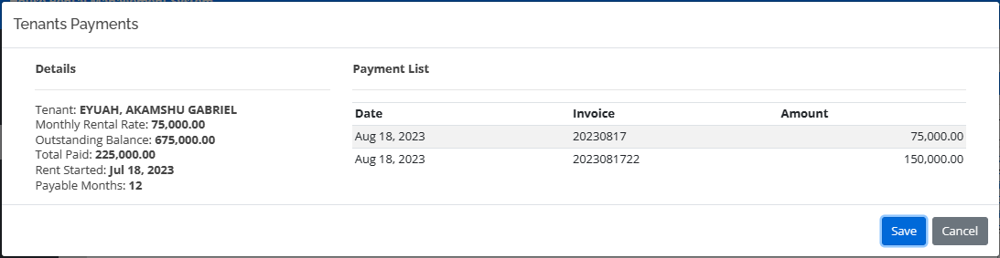 Tenants Payments
Details
Tenant: EYUAH, AKAMSHU GABRIEL
Monthly Rental Rate: 75,000.00
Outstanding Balance: 675,000.00
Total Paid: 225,000.00
Rent Started: Jul 18, 2023
Payable Months: 12
Payment List
Date Invoice Amount
Aug 18, 2023 20230817 75,000.00
Aug 18, 2023 2023081722 150,000.00
Save Cancel